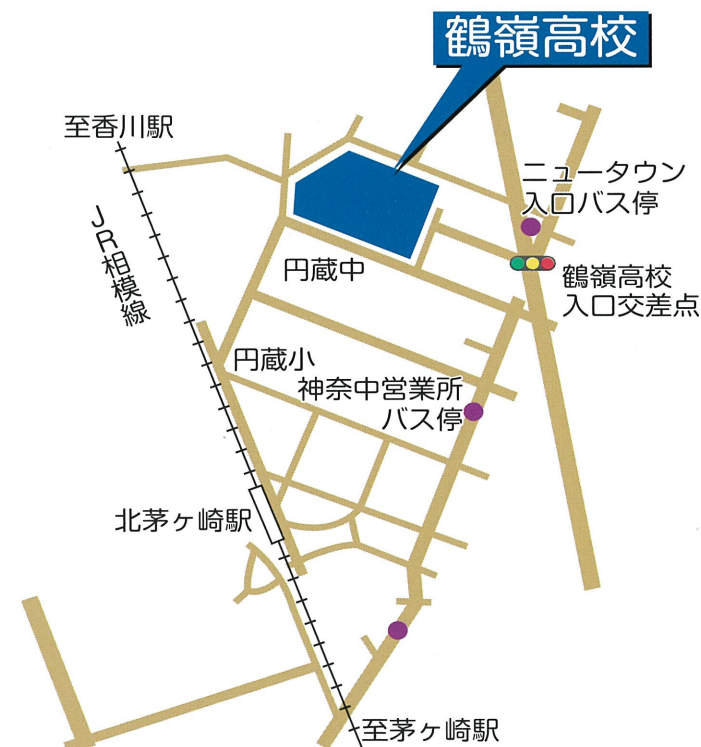 鶴嶺高校
至香川駅
ニュータウン
入口バス停
JR相模線
円蔵中
鶴嶺高校
入口交差点
円蔵小
神奈中営業所
バス停
北茅ヶ崎駅
至茅ヶ崎駅